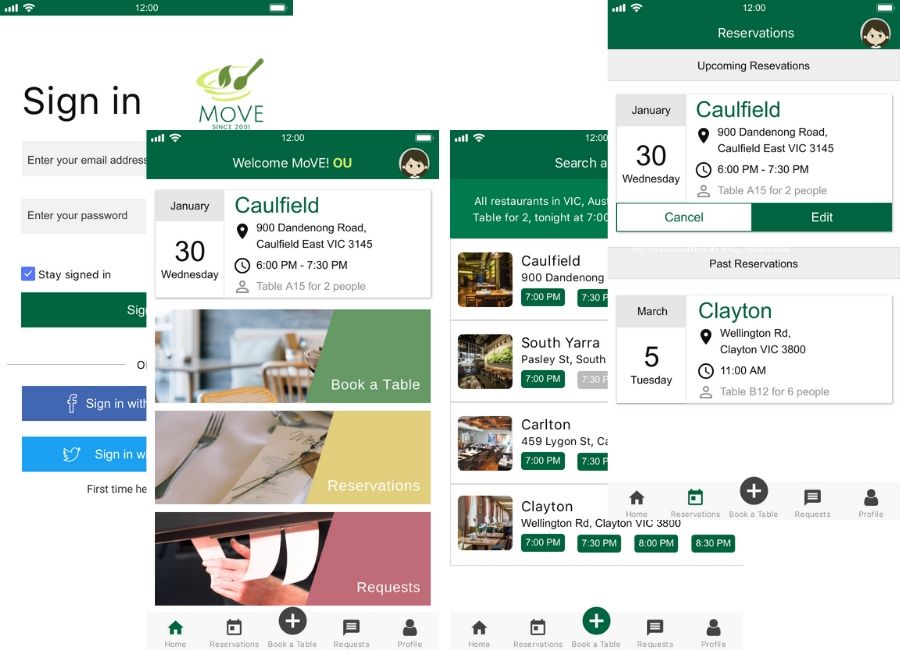 12:00
Sign in
MOVE
SINCE 2001
Enter your email address
Enter your password
Stay signed in
Sign
Sign in with
Sign in
First time
12:00
Welcome MoVE! OU
January
30
Wednesday
Caulfield
900 Dandenong Road,
Caulfield East VIC 3145
6:00 PM - 7:30 PM
Table A15 for 2 people
Book a Table
Reservations
Requests
Home
Reservations
Book a Table
Requests
Profile
12:00
Search a
All restaurants in VIC,
Table for 2, tonight at 7:00
Caulfield
900 Dandenong
7:00 PM
7:30 P
South Yarra
Pasley St, South
7:00 PM
7:30 P
Carlton
459 Lygon St,
7:00 PM
7:30 P
Clayton
Wellington Rd, Clayton VIC 3800
7:00 PM
7:30 PM
8:00 PM
8:30 PM
Home
Reservations
Book a Table
Requests
Profile
12:00
Reservations
Upcoming Resevations
January
30
Wednesday
Caulfield
900 Dandenong Road,
Caulfield East VIC 3145
6:00 PM - 7:30 PM
Table A15 for 2 people
Cancel
Edit
All restaurants in VIC, Australia
Past Reservations
March
5
Tuesday
Clayton
Wellington Rd,
Clayton VIC 3800
11:00 AM
Table B12 for 6 people
Home
Reservations
Book a Table
Requests
Profile